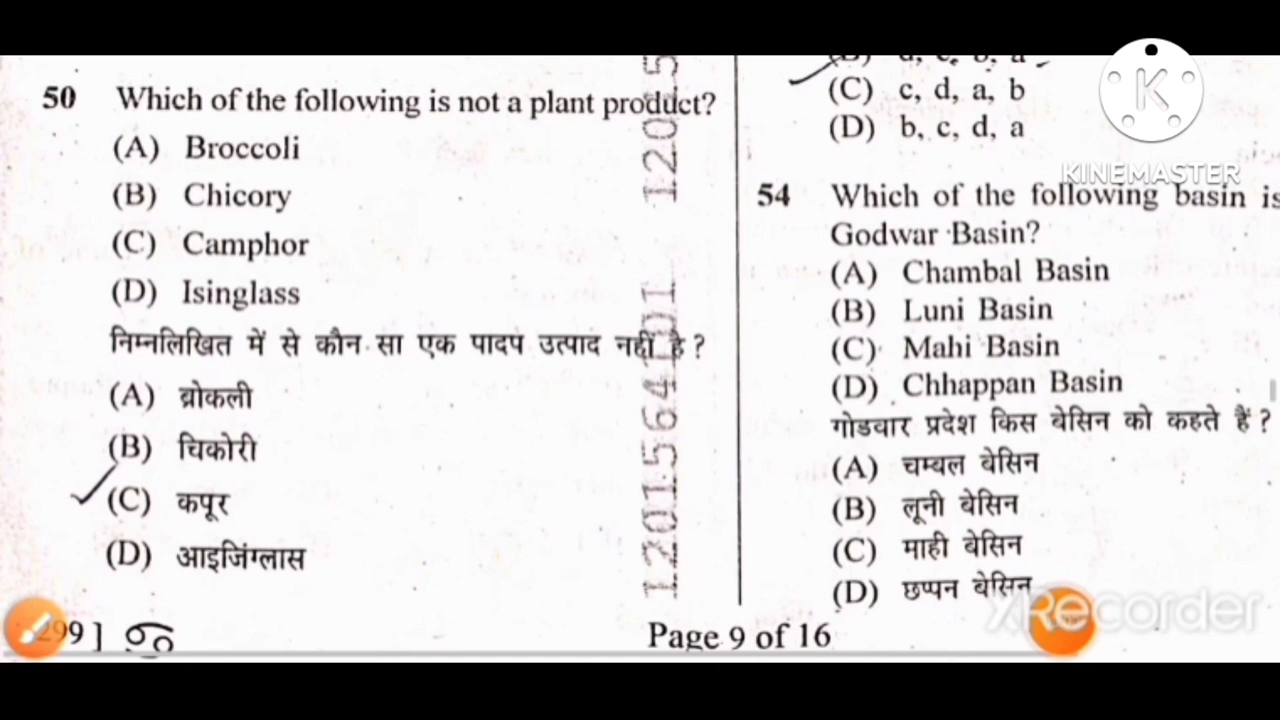 50 Which of the following is not a plant product?
(A) Broccoli
(B) Chicory
(C) Camphor
(D) Isinglass
निम्नलिखित में से कौन सा एक पादप उत्पाद नहीं है ?
(A) ब्रोकली
(B) चिकोरी
(C) कपूर
(D) आइजिंग्लास
299 ]
Page 9 of 16
(C) c, d, a, b
(D) b, c, d, a
54 Which of the following basin is
Godwar Basin?
(A) Chambal Basin
(B) Luni Basin
(C) Mahi Basin
(D) Chhappan Basin
गोडवार प्रदेश किस बेसिन को कहते हैं ?
(A) चम्बल बेसिन
(B) लूनी बेसिन
(C) माही बेसिन
(D) छप्पन बेसिन
KINEMASTER
XRecorder